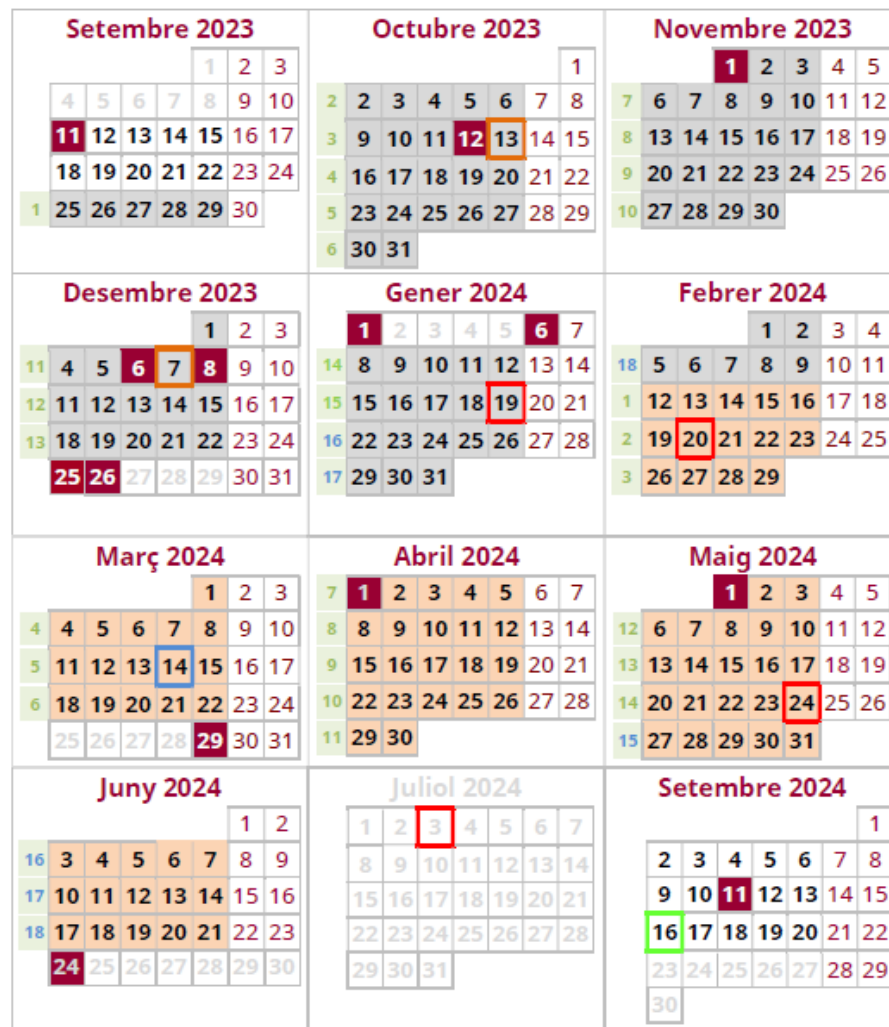 Setembre 2023
1 2 3
4 5 6 7 8 9 10
11 12 13 14 15 16 17
18 19 20 21 22 23 24
1 25 26 27 28 29 30
Octubre 2023
1
2 2 3 4 5 6 7 8
3 9 10 11 12 13 14 15
4 16 17 18 19 20 21 22
5 23 24 25 26 27 28 29
6 30 31
Novembre 2023
1 2 3 4 5
7 6 7 8 9 10 11 12
8 13 14 15 16 17 18 19
9 20 21 22 23 24 25 26
10 27 28 29 30
Desembre 2023
1 2 3
11 4 5 6 7 8 9 10
12 11 12 13 14 15 16 17
13 18 19 20 21 22 23 24
25 26 27 28 29 30 31
Gener 2024
1 2 3 4 5 6 7
14 8 9 10 11 12 13 14
15 15 16 17 18 19 20 21
16 22 23 24 25 26 27 28
17 29 30 31
Febrer 2024
1 2 3 4
18 5 6 7 8 9 10 11
1 12 13 14 15 16 17 18
2 19 20 21 22 23 24 25
3 26 27 28 29
Març 2024
1 2 3
4 4 5 6 7 8 9 10
5 11 12 13 14 15 16 17
6 18 19 20 21 22 23 24
25 26 27 28 29 30 31
Abril 2024
7 1 2 3 4 5 6 7
8 8 9 10 11 12 13 14
9 15 16 17 18 19 20 21
10 22 23 24 25 26 27 28
11 29 30
Maig 2024
1 2 3 4 5
12 6 7 8 9 10 11 12
13 13 14 15 16 17 18 19
14 20 21 22 23 24 25 26
15 27 28 29 30 31
Juny 2024
1 2
16 3 4 5 6 7 8 9
17 10 11 12 13 14 15 16
18 17 18 19 20 21 22 23
24 25 26 27 28 29 30
Juliol 2024
1 2 3 4 5 6 7
8 9 10 11 12 13 14
15 16 17 18 19 20 21
22 23 24 25 26 27 28
29 30 31
Setembre 2024
1
2 3 4 5 6 7 8
9 10 11 12 13 14 15
16 17 18 19 20 21 22
23 24 25 26 27 28 29
30